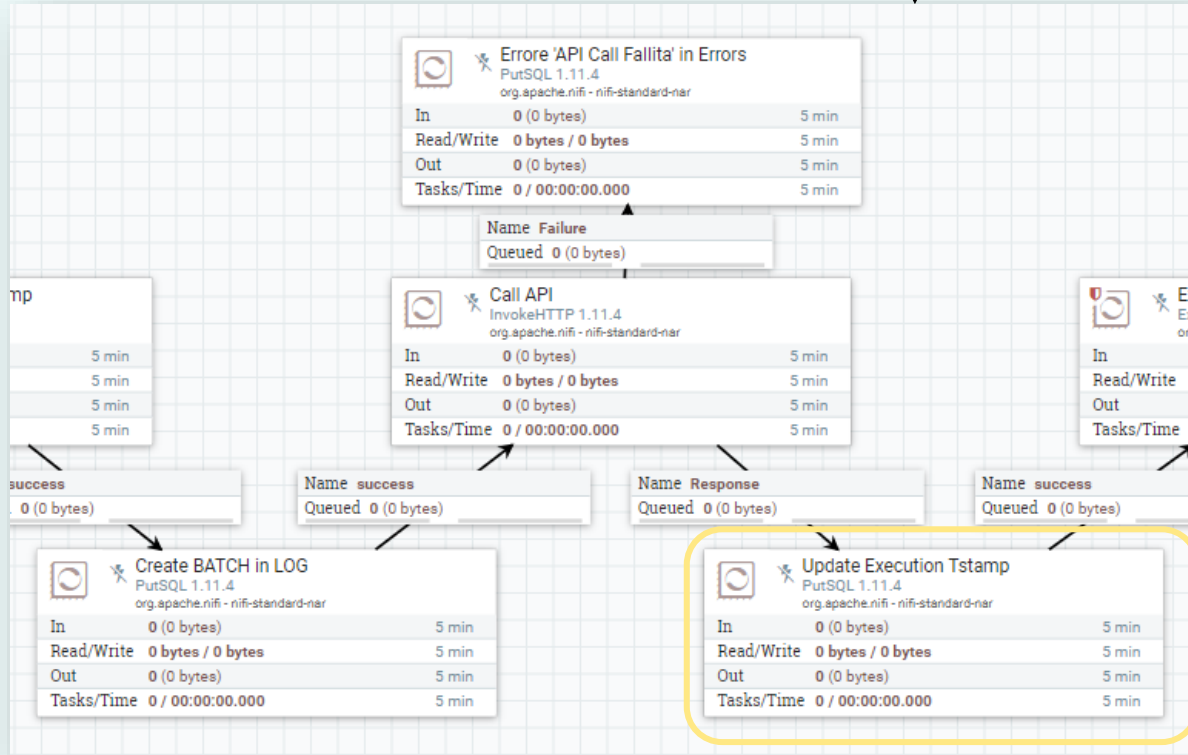 Errore 'API Call Fallita' in Errors
PutSQL 1.11.4
org.apache.nifi - nifi-standard-nar
In 0 (0 bytes) 5 min
Read/Write 0 bytes / 0 bytes 5 min
Out 0 (0 bytes) 5 min
Tasks/Time 0 / 00:00:00.000 5 min
Name Failure
Queued 0 (0 bytes)
mp
5 min
5 min
5 min
5 min
Call API
InvokeHTTP 1.11.4
org.apache.nifi - nifi-standard-nar
In 0 (0 bytes) 5 min
Read/Write 0 bytes / 0 bytes 5 min
Out 0 (0 bytes) 5 min
Tasks/Time 0 / 00:00:00.000 5 min
E
In
Read/Write
Out
Tasks/Time
success
0 (0 bytes)
Name success
Queued 0 (0 bytes)
Name Response
Queued 0 (0 bytes)
Name success
Queued 0 (0 bytes)
Create BATCH in LOG
PutSQL 1.11.4
org.apache.nifi - nifi-standard-nar
In 0 (0 bytes) 5 min
Read/Write 0 bytes / 0 bytes 5 min
Out 0 (0 bytes) 5 min
Tasks/Time 0 / 00:00:00.000 5 min
Update Execution Tstamp
PutSQL 1.11.4
org.apache.nifi - nifi-standard-nar
In 0 (0 bytes) 5 min
Read/Write 0 bytes / 0 bytes 5 min
Out 0 (0 bytes) 5 min
Tasks/Time 0 / 00:00:00.000 5 min